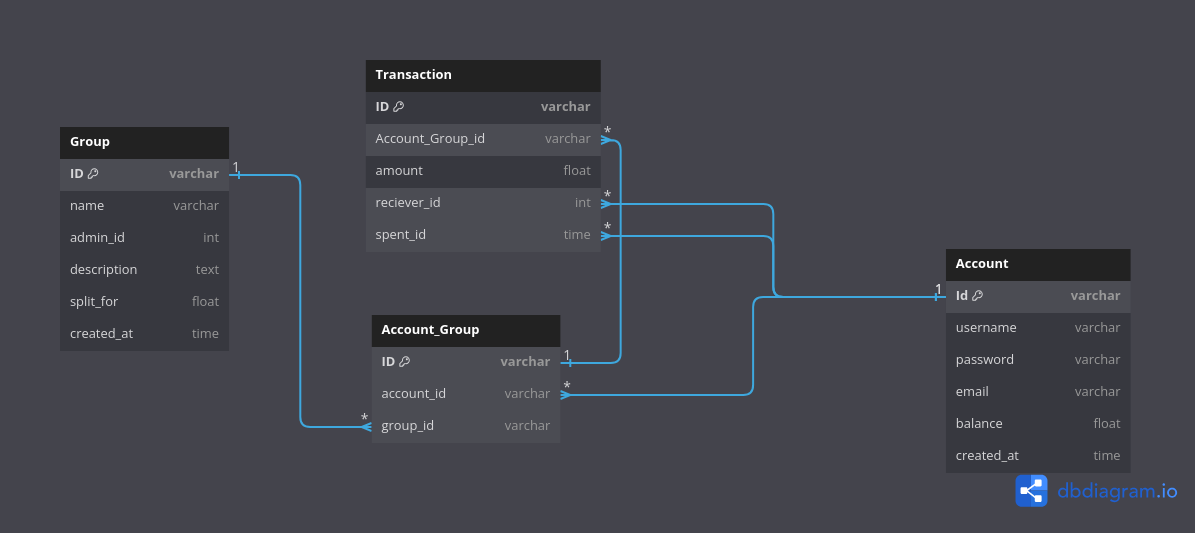 Group
ID varchar
name varchar
admin_id int
description text
split_for float
created_at time
1
Transaction
ID varchar
Account_Group_id varchar
amount float
reciever_id int
spent_id time
*
*
*
Account_Group
ID varchar
account_id varchar
group_id varchar
1
*
*
Account
Id varchar
username varchar
password varchar
email varchar
balance float
created_at time
1
dbdiagram.io